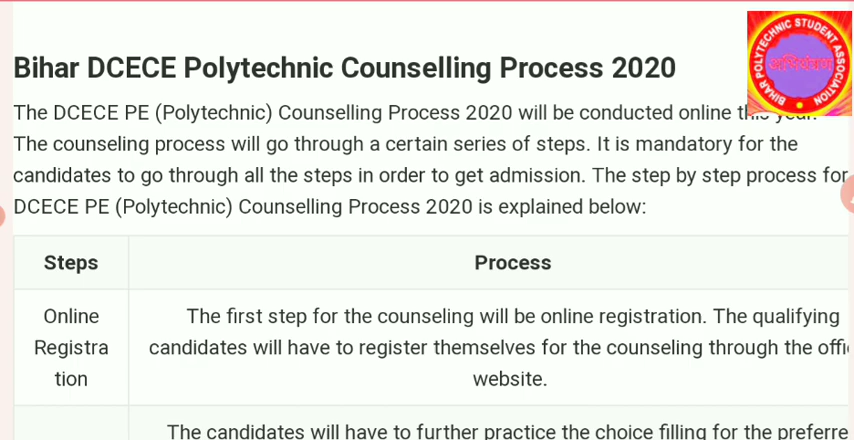 Bihar DCECE Polytechnic Counselling Process 2020
BIHAR POLYTECHNIC STUDENT ASSOCIATION
The DCECE PE (Polytechnic) Counselling Process 2020 will be conducted online this year.
The counseling process will go through a certain series of steps. It is mandatory for the
candidates to go through all the steps in order to get admission. The step by step process for
DCECE PE (Polytechnic) Counselling Process 2020 is explained below:
Steps Process
Online
Registra
tion
The first step for the counseling will be online registration. The qualifying
candidates will have to register themselves for the counseling through the offic
website.
The candidates will have to further practice the choice filling for the preferre